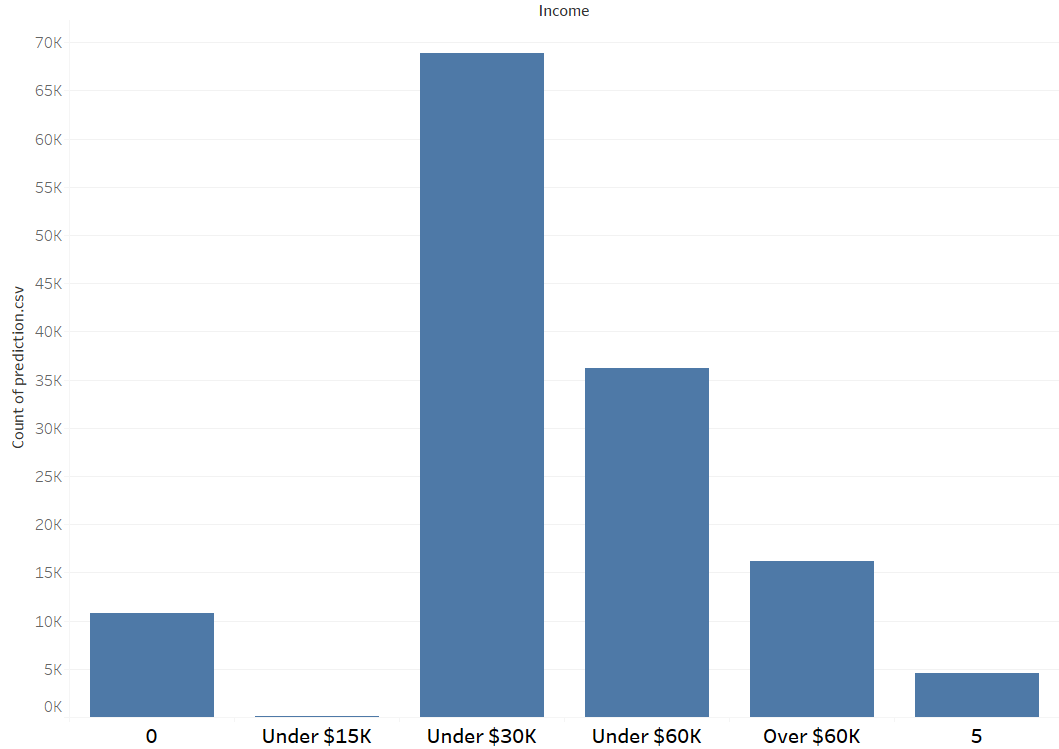 Income
70K
65K
60K
55K
50K
45K
40K
35K
30K
25K
20K
15K
10K
5K
0K
Count of prediction.csv
0 Under $15K Under $30K Under $60K Over $60K 5